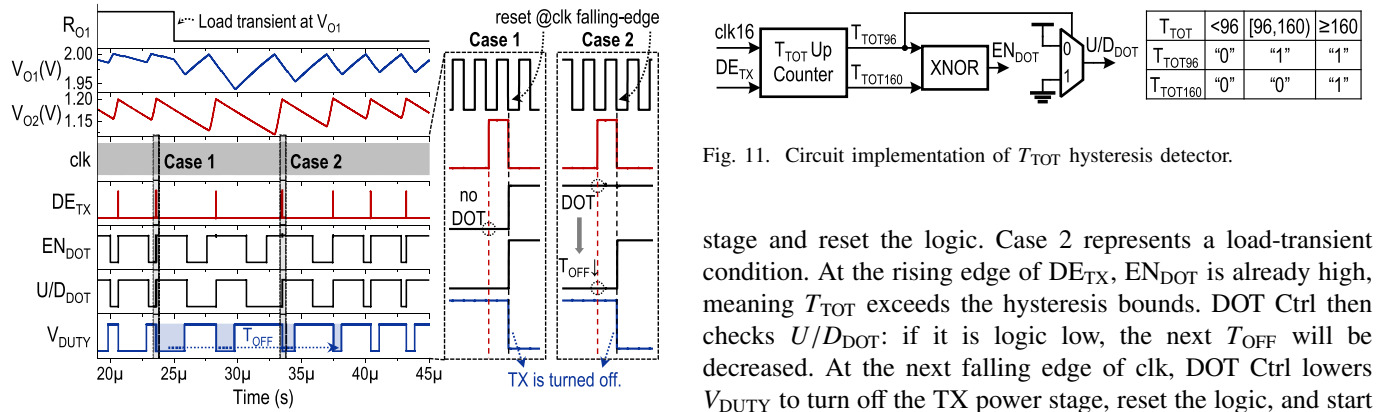 R_O1
Load transient at V_O1
V_O1(V)
2.00
1.95
V_O2(V)
1.20
1.15
clk
Case 1
Case 2
DE_TX
EN_DOT
U/D_DOT
V_DUTY
T_OFF
20µ 25µ 30µ 35µ 40µ 45µ
Time (s)
reset @clk falling-edge
Case 1
Case 2
no
DOT
DOT
T_OFF↓
TX is turned off.
clk16
DE_TX
T_TOT Up
Counter
T_TOT96
T_TOT160
XNOR
EN_DOT
0
1
U/D_DOT
T_TOT <96 [96,160) ≥160
T_TOT96 “0” “1” “1”
T_TOT160 “0” “0” “1”
Fig. 11. Circuit implementation of T_TOT hysteresis detector.
stage and reset the logic. Case 2 represents a load-transient
condition. At the rising edge of DE_TX, EN_DOT is already high,
meaning T_TOT exceeds the hysteresis bounds. DOT Ctrl then
checks U/D_DOT: if it is logic low, the next T_OFF will be
decreased. At the next falling edge of clk, DOT Ctrl lowers
V_DUTY to turn off the TX power stage, reset the logic, and start